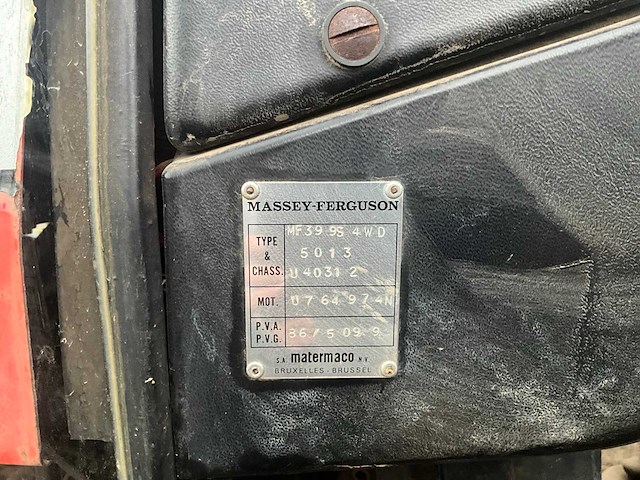 MASSEY-FERGUSON
TYPE & CHASS. MF399S 4WD
5013
U40312
MOT. U764974N
P.V.A. P.V.G. 86/5099
S.A. matermaco N.V.
BRUXELLES - BRUSSEL